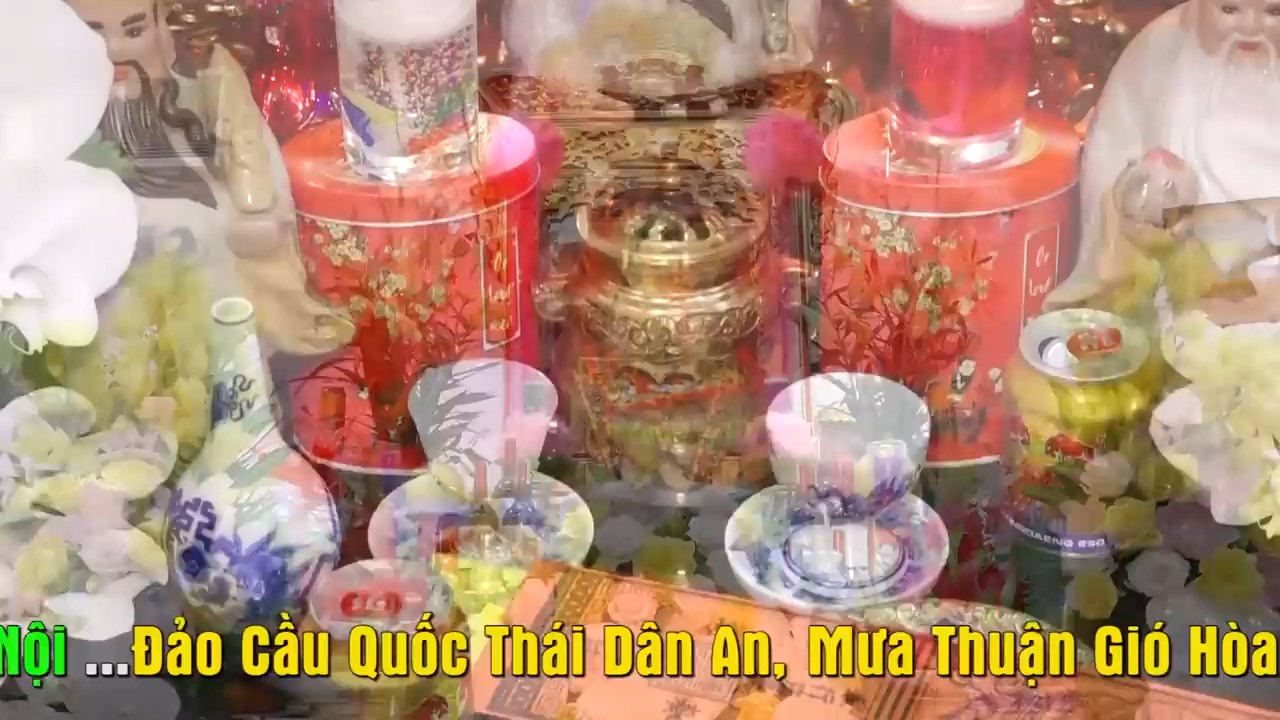 Nội ...Đảo Cầu Quốc Thái Dân An, Mưa Thuận Gió Hòa